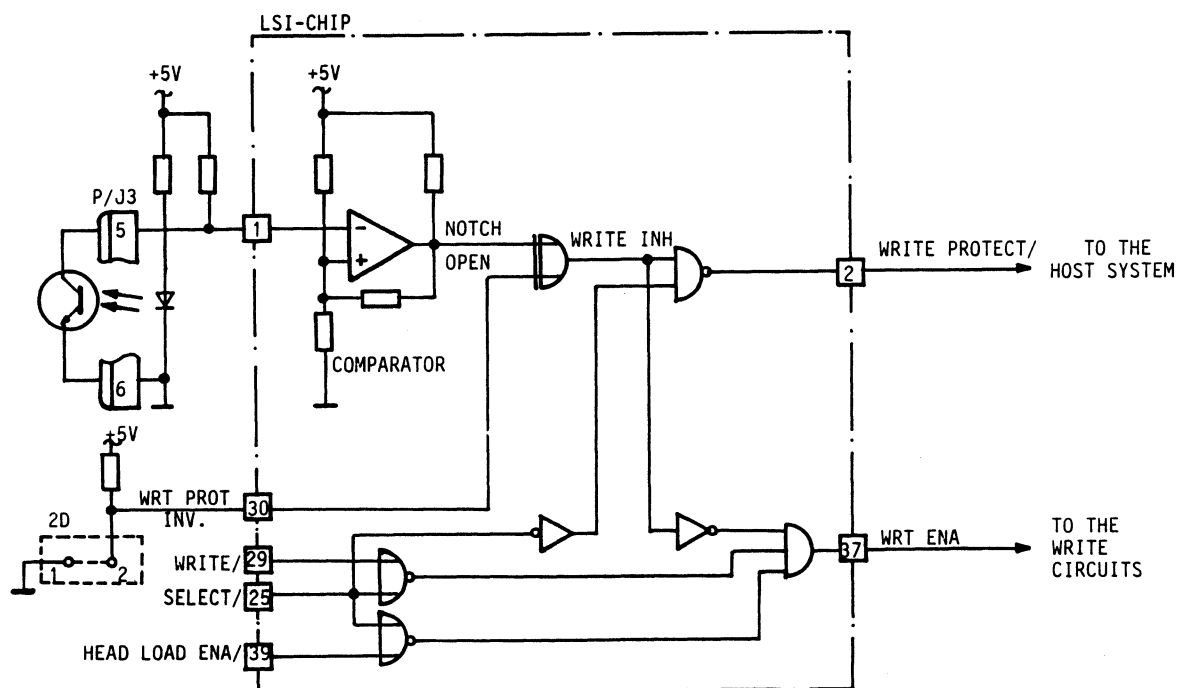 LSI-CHIP
+5V
+5V
P/J3
5
1
-
+
NOTCH
OPEN
WRITE INH
2
WRITE PROTECT/
TO THE
HOST SYSTEM
COMPARATOR
6
+5V
WRT PROT
INV.
30
2D
1
2
WRITE/
29
SELECT/
25
HEAD LOAD ENA/
39
37
WRT ENA
TO THE
WRITE
CIRCUITS